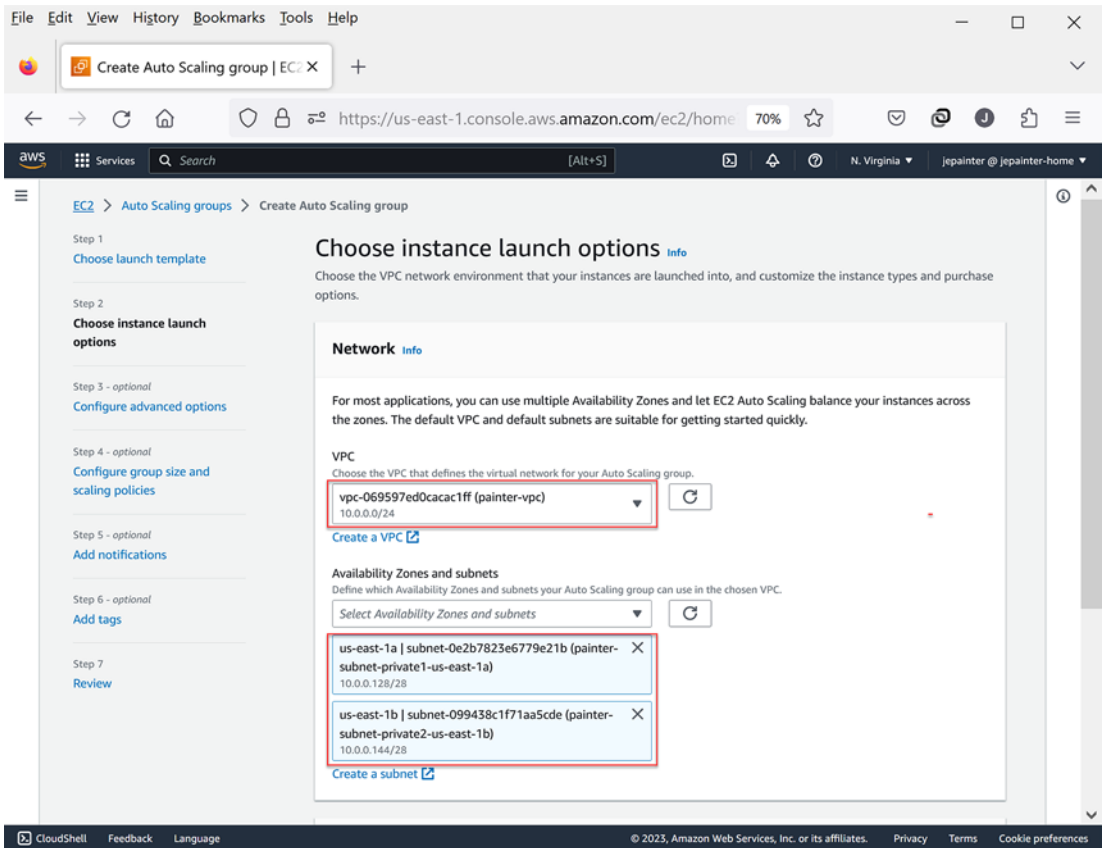 File Edit View History Bookmarks Tools Help
Create Auto Scaling group | EC2
https://us-east-1.console.aws.amazon.com/ec2/home 70% J
aws Services Search [Alt+S] N. Virginia jepainter @ jepainter-home
EC2 > Auto Scaling groups > Create Auto Scaling group
Step 1
Choose launch template
Step 2
Choose instance launch
options
Step 3 - optional
Configure advanced options
Step 4 - optional
Configure group size and
scaling policies
Step 5 - optional
Add notifications
Step 6 - optional
Add tags
Step 7
Review
Choose instance launch options Info
Choose the VPC network environment that your instances are launched into, and customize the instance types and purchase
options.
Network Info
For most applications, you can use multiple Availability Zones and let EC2 Auto Scaling balance your instances across
the zones. The default VPC and default subnets are suitable for getting started quickly.
VPC
Choose the VPC that defines the virtual network for your Auto Scaling group.
vpc-069597ed0cacac1ff (painter-vpc)
10.0.0.0/24
Create a VPC
Availability Zones and subnets
Define which Availability Zones and subnets your Auto Scaling group can use in the chosen VPC.
Select Availability Zones and subnets
us-east-1a | subnet-0e2b7823e6779e21b (painter-
subnet-private1-us-east-1a)
10.0.0.128/28
us-east-1b | subnet-099438c1f71aa5cde (painter-
subnet-private2-us-east-1b)
10.0.0.144/28
Create a subnet
CloudShell Feedback Language © 2023, Amazon Web Services, Inc. or its affiliates. Privacy Terms Cookie preferences